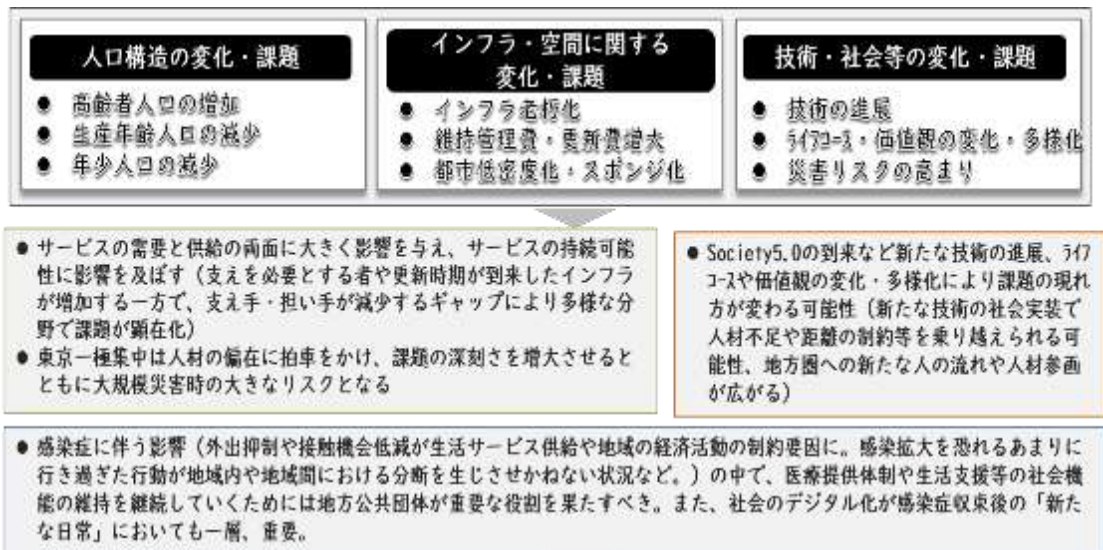 人口構造の変化・課題
● 高齢者人口の増加
● 生産年齢人口の減少
● 年少人口の減少
インフラ・空間に関する
変化・課題
● インフラ老朽化
● 維持管理費・更新費増大
● 都市低密度化・スポンジ化
技術・社会等の変化・課題
● 技術の進展
● ライフコース・価値観の変化・多様化
● 災害リスクの高まり
● サービスの需要と供給の両面に大きく影響を与え、サービスの持続可能
性に影響を及ぼす（支えを必要とする者や更新時期が到来したインフラ
が増加する一方で、支え手・担い手が減少するギャップにより多様な分
野で課題が顕在化）
● 東京一極集中は人材の偏在に拍車をかけ、課題の深刻さを増大させると
ともに大規模災害時の大きなリスクとなる
● Society5.0の到来など新たな技術の進展、ライフ
コースや価値観の変化・多様化により課題の現れ
方が変わる可能性（新たな技術の社会実装で
人材不足や距離の制約等を乗り越えられる可
能性、地方圏への新たな人の流れや人材参画
が広がる）
● 感染症に伴う影響（外出抑制や接触機会低減が生活サービス供給や地域の経済活動の制約要因に。感染拡大を恐れるあまりに
行き過ぎた行動が地域内や地域間における分断を生じさせかねない状況など。）の中で、医療提供体制や生活支援等の社会機
能の維持を継続していくためには地方公共団体が重要な役割を果たすべき。また、社会のデジタル化が感染症収束後の「新た
な日常」においても一層、重要。